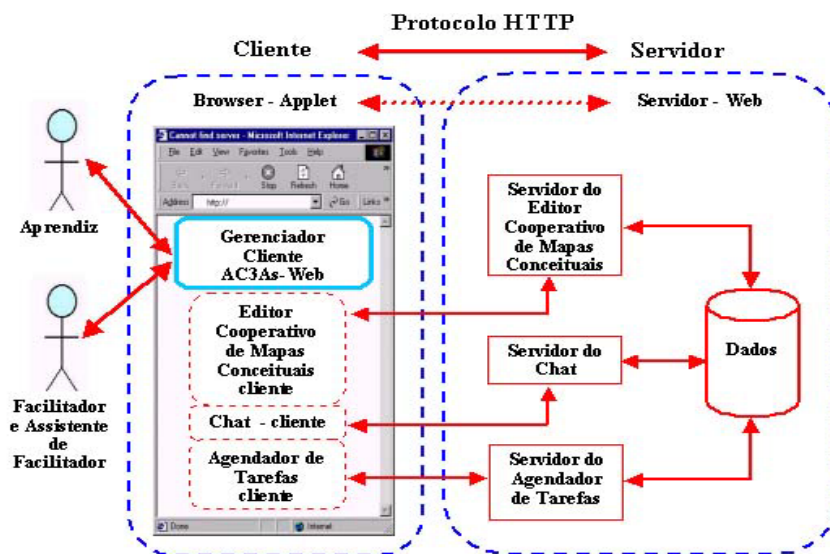 Protocolo HTTP
Cliente
Servidor
Browser - Applet
Servidor - Web
Cannot find server - Microsoft Internet Explorer
File Edit View Favorites Tools Help
Back Forward Stop Refresh Home
Address http:// Go Links
Aprendiz
Gerenciador
Cliente
AC3As-Web
Editor
Cooperativo
de Mapas
Conceituais
cliente
Chat - cliente
Agendador de
Tarefas
cliente
Done Internet
Facilitador
e Assistente
de
Facilitador
Servidor do
Editor
Cooperativo
de Mapas
Conceituais
Servidor do
Chat
Servidor do
Agendador
de Tarefas
Dados